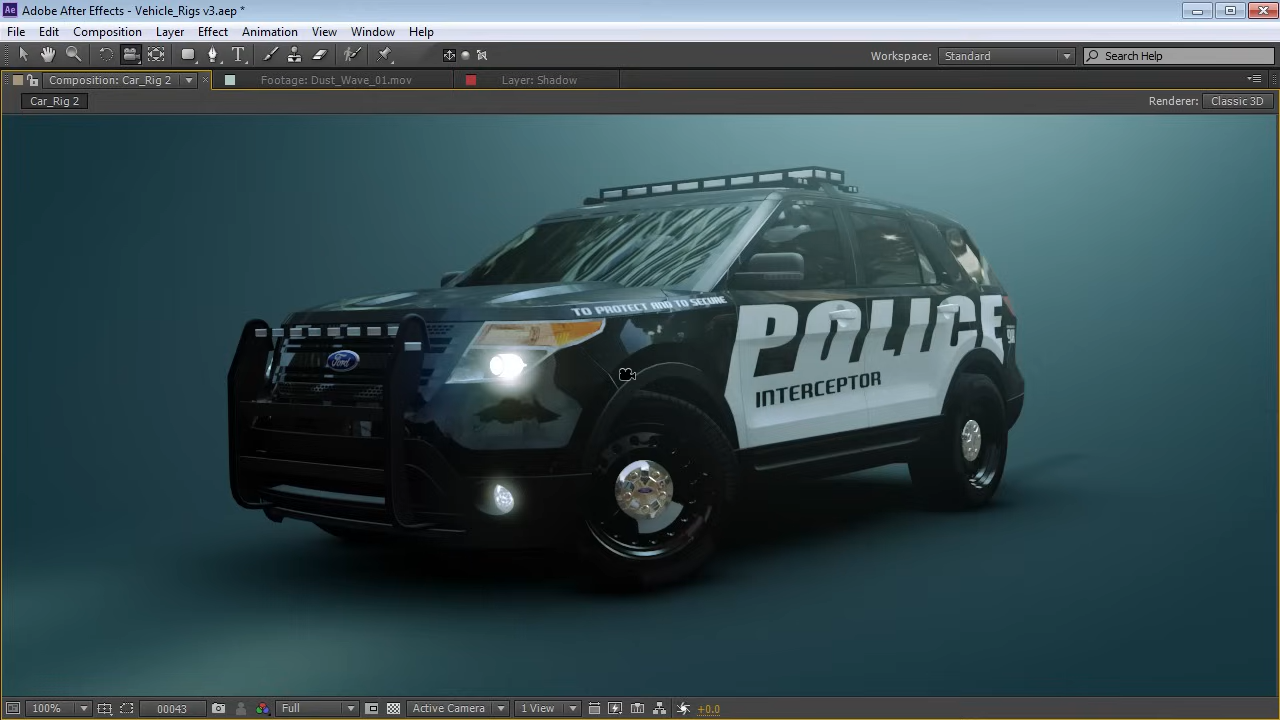 Ae Adobe After Effects - Vehicle_Rigs v3.aep *
File Edit Composition Layer Effect Animation View Window Help
T Workspace: Standard Search Help
Composition: Car_Rig 2 Footage: Dust_Wave_01.mov Layer: Shadow
Car_Rig 2 Renderer: Classic 3D
TO PROTECT AND TO SECURE
POLICE
911
Ford
INTERCEPTOR
100% 00043 Full Active Camera 1 View +0.0